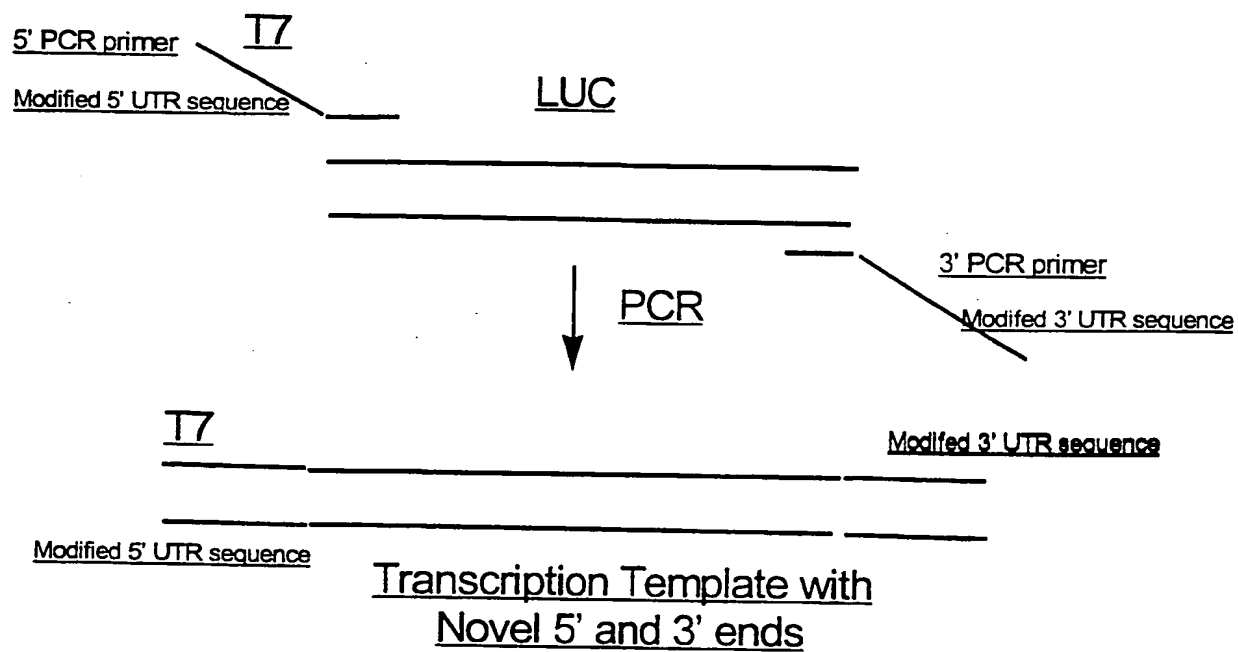 T7
5' PCR primer
Modified 5' UTR sequence
LUC
3' PCR primer
Modifed 3' UTR sequence
PCR
T7
Modifed 3' UTR sequence
Modified 5' UTR sequence
Transcription Template with
Novel 5' and 3' ends